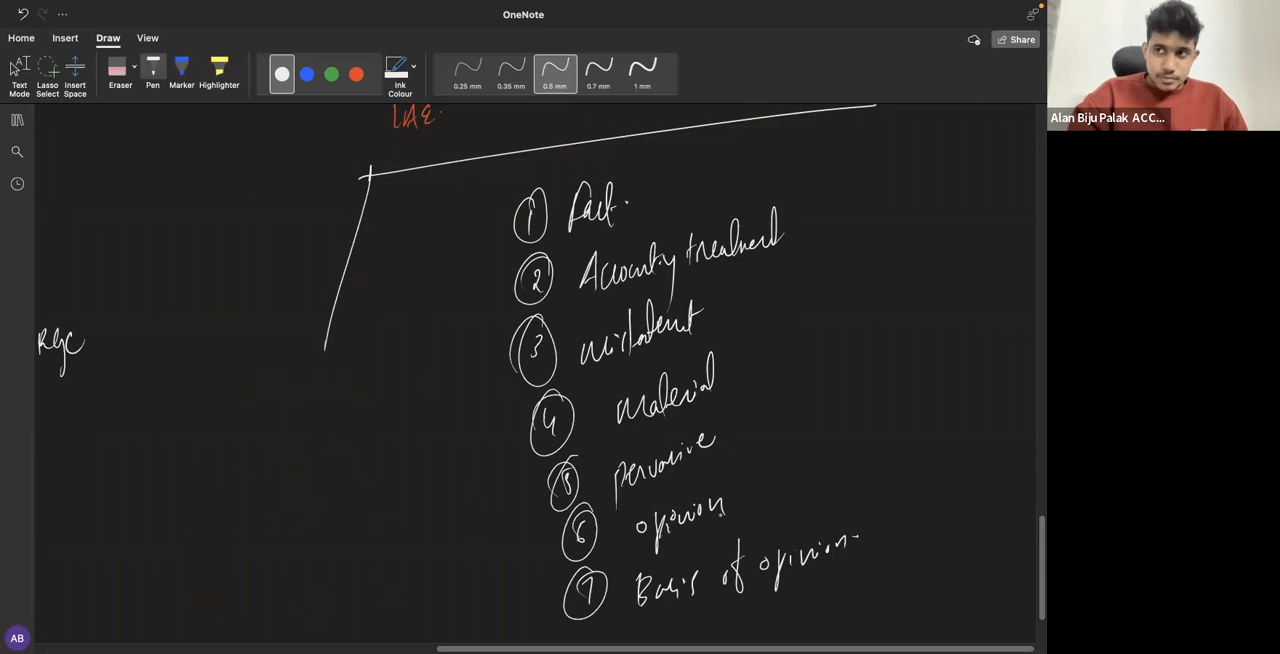 OneNote
Home Insert Draw View
Share
Text Mode
Lasso Select
Insert Space
Eraser
Pen
Marker
Highlighter
Ink Colour
0.25 mm
0.35 mm
0.5 mm
0.7 mm
1 mm
Alan Biju Palak ACC...
1 Fact.
2 Accounting treatment
3 misstatement
4 material
5 pervasive
6 opinion
7 Basis of opinion.
AB